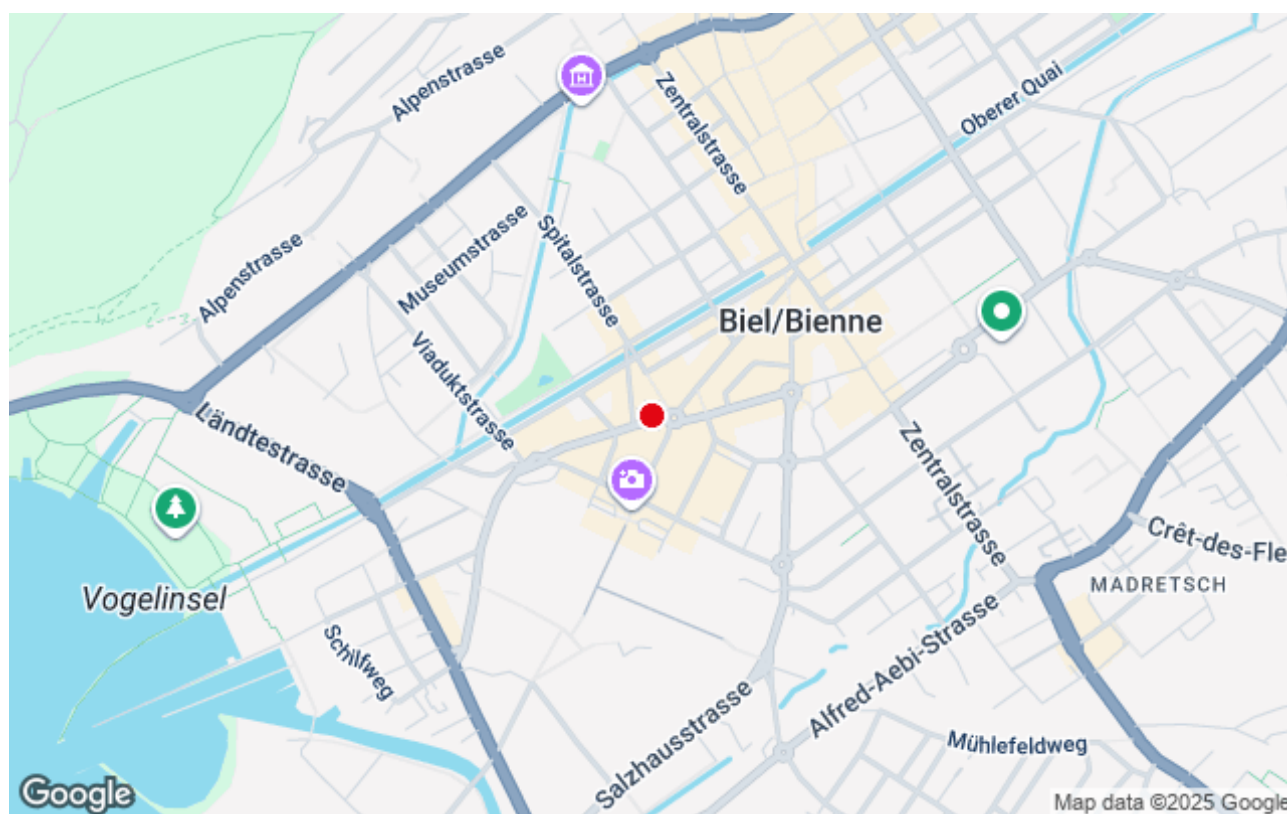 Alpenstrasse
Zentralstrasse
Oberer Quai
Museumstrasse
Spitalstrasse
Alpenstrasse
Viaduktstrasse
Biel/Bienne
Ländtestrasse
Zentralstrasse
Vogelinsel
Crêt-des-Fle
MADRETSCH
Schilfweg
Alfred-Aebi-Strasse
Salzhausstrasse
Mühlefeldweg
Google
Map data ©2025 Google